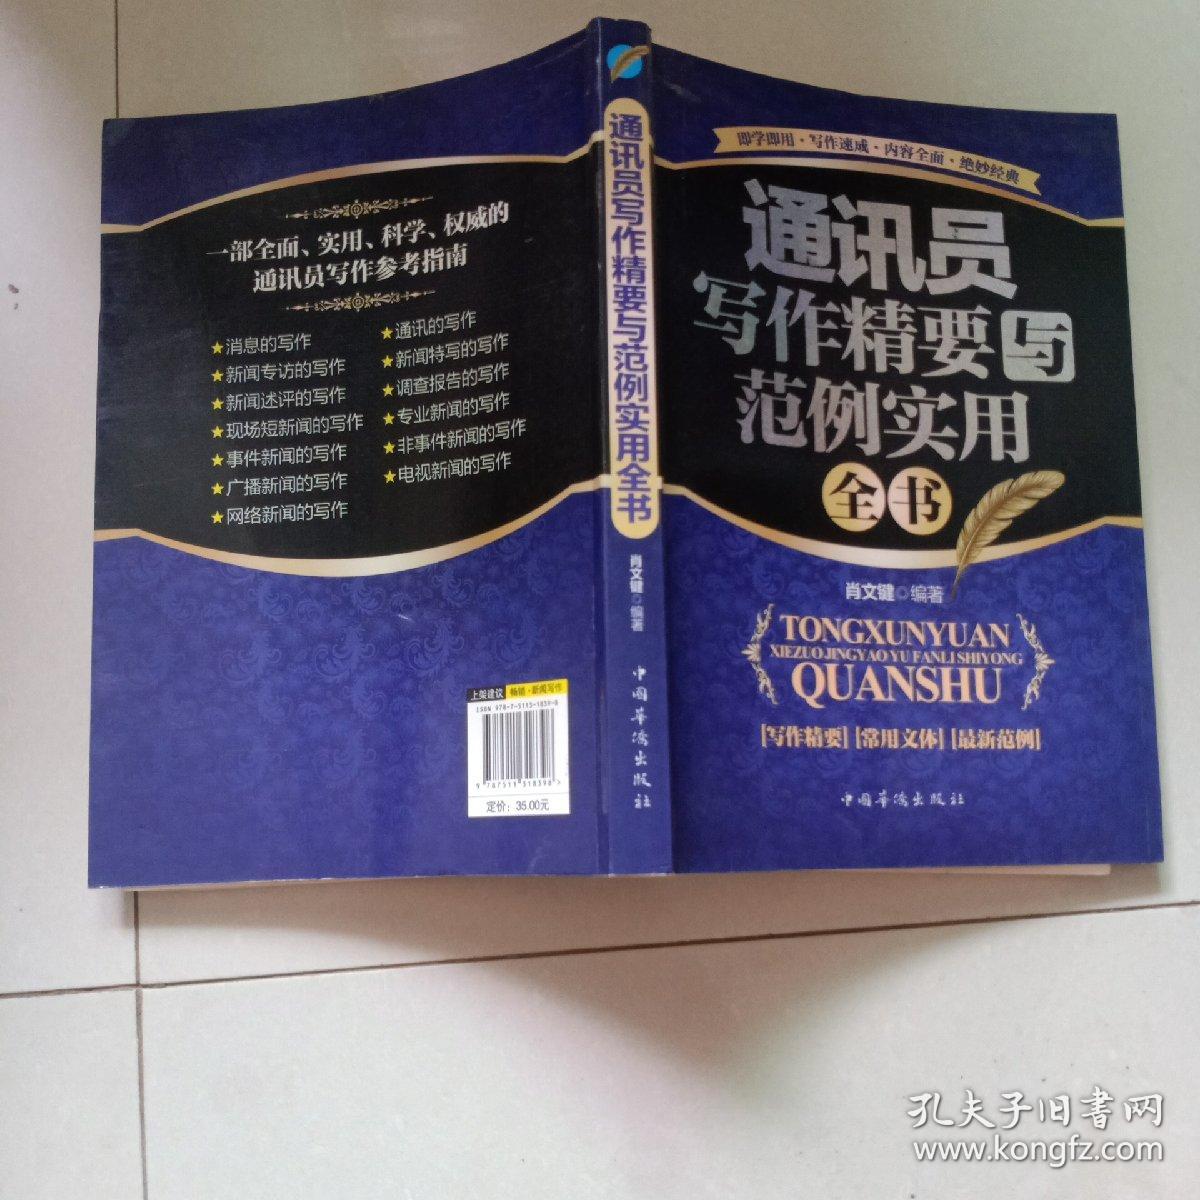 一部全面、实用、科学、权威的
通讯员写作参考指南
★消息的写作
★新闻专访的写作
★新闻述评的写作
★现场短新闻的写作
★事件新闻的写作
★广播新闻的写作
★网络新闻的写作
★通讯的写作
★新闻特写的写作
★调查报告的写作
★专业新闻的写作
★非事件新闻的写作
★电视新闻的写作
上架建议 畅销·新闻写作
ISBN 978-7-5113-1839-8
9 787511 318398 >
定价：35.00元
通讯员写作精要与范例实用全书
肖文键 编著
中国华侨出版社
即学即用·写作速成·内容全面·绝妙经典
通讯员
写作精要与
范例实用
全书
肖文键◎编著
TONGXUNYUAN
XIEZUO JINGYAO YU FANLI SHIYONG
QUANSHU
[写作精要] [常用文体] [最新范例]
中国华侨出版社
孔夫子旧书网
www.kongfz.com